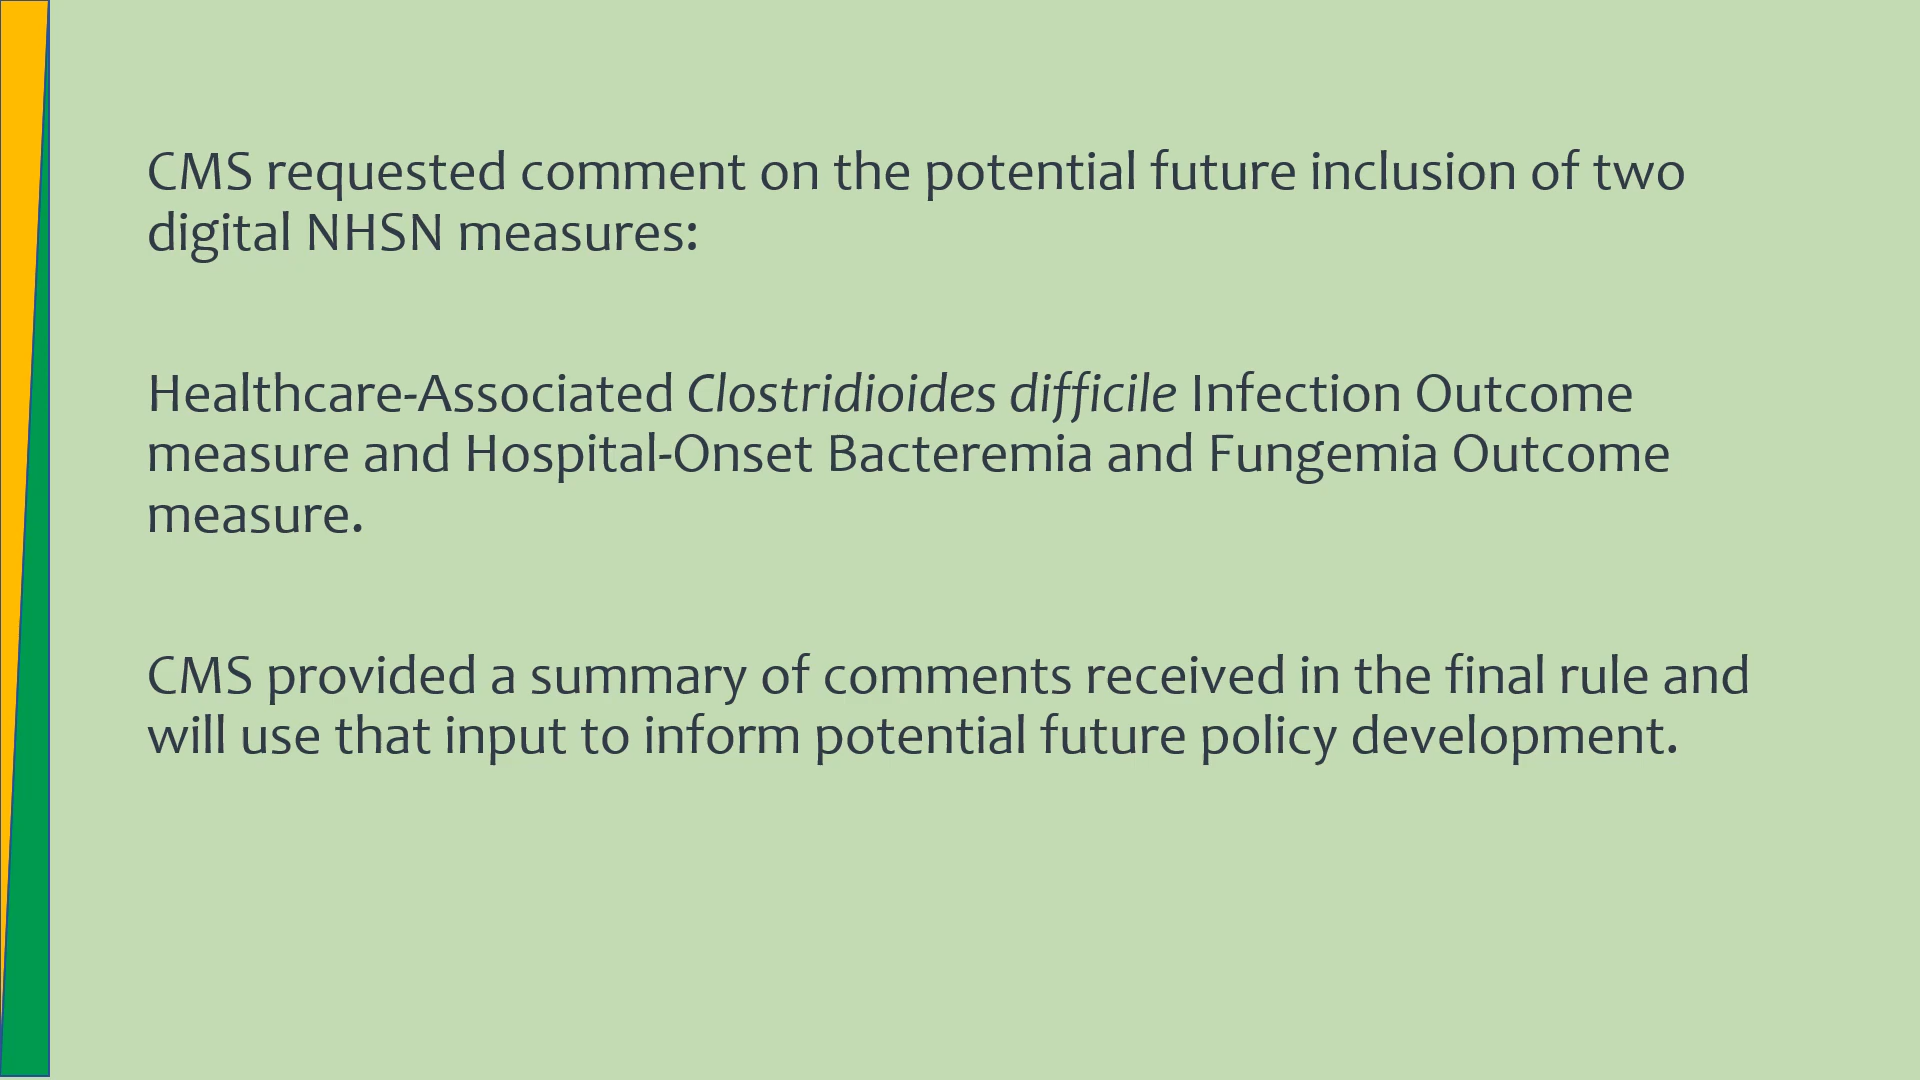 CMS requested comment on the potential future inclusion of two
digital NHSN measures:
Healthcare-Associated Clostridioides difficile Infection Outcome
measure and Hospital-Onset Bacteremia and Fungemia Outcome
measure.
CMS provided a summary of comments received in the final rule and
will use that input to inform potential future policy development.